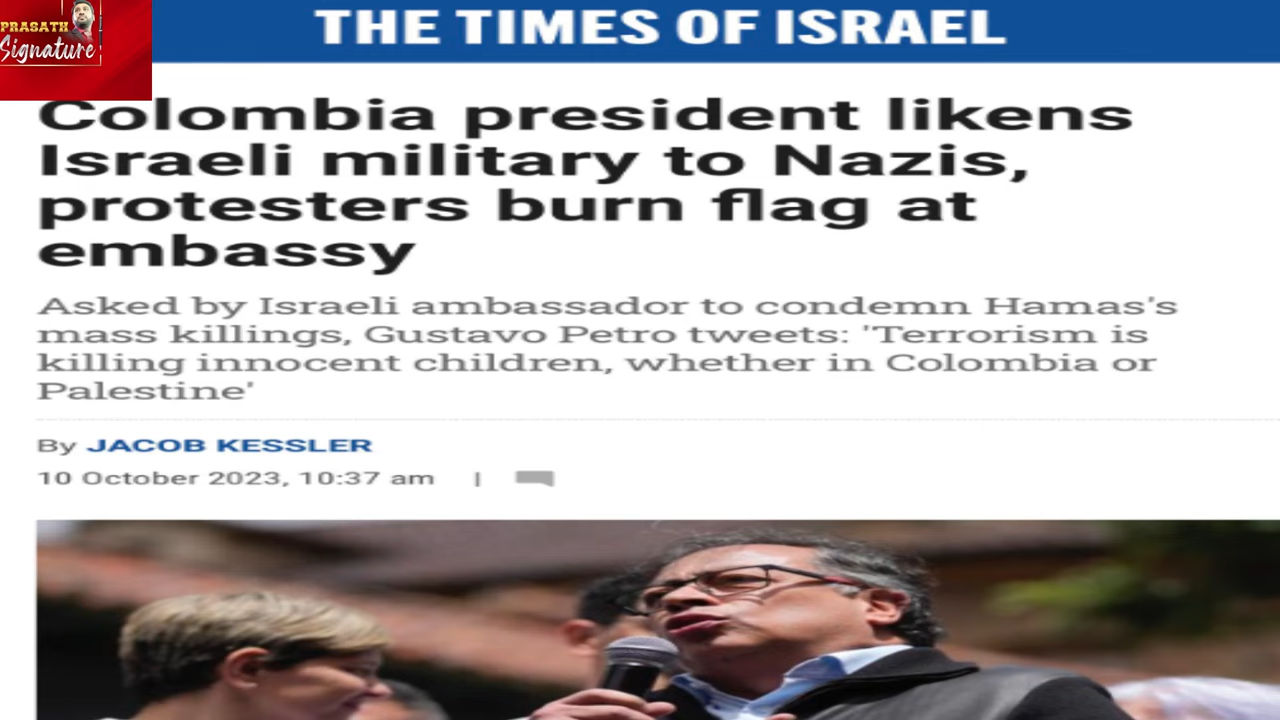 PRASATH
Signature
THE TIMES OF ISRAEL
Colombia president likens
Israeli military to Nazis,
protesters burn flag at
embassy
Asked by Israeli ambassador to condemn Hamas's
mass killings, Gustavo Petro tweets: 'Terrorism is
killing innocent children, whether in Colombia or
Palestine'
By JACOB KESSLER
10 October 2023, 10:37 am |